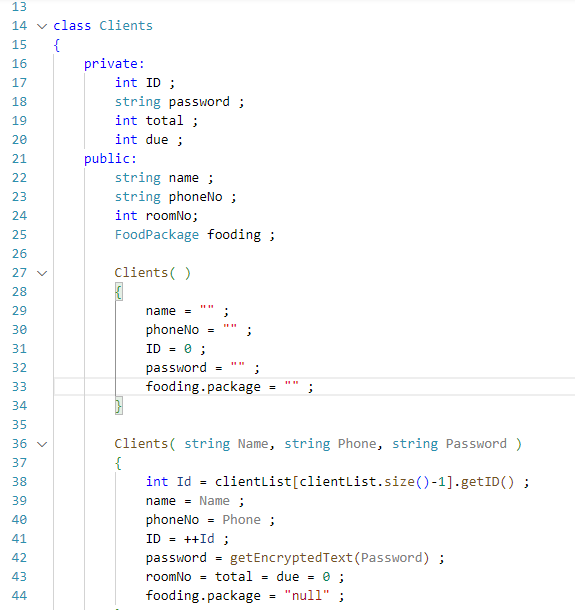 13
14 class Clients
15 {
16 private:
17 int ID ;
18 string password ;
19 int total ;
20 int due ;
21 public:
22 string name ;
23 string phoneNo ;
24 int roomNo;
25 FoodPackage fooding ;
26
27 Clients( )
28 {
29 name = "" ;
30 phoneNo = "" ;
31 ID = 0 ;
32 password = "" ;
33 fooding.package = "" ;
34 }
35
36 Clients( string Name, string Phone, string Password )
37 {
38 int Id = clientList[clientList.size()-1].getID() ;
39 name = Name ;
40 phoneNo = Phone ;
41 ID = ++Id ;
42 password = getEncryptedText(Password) ;
43 roomNo = total = due = 0 ;
44 fooding.package = "null" ;